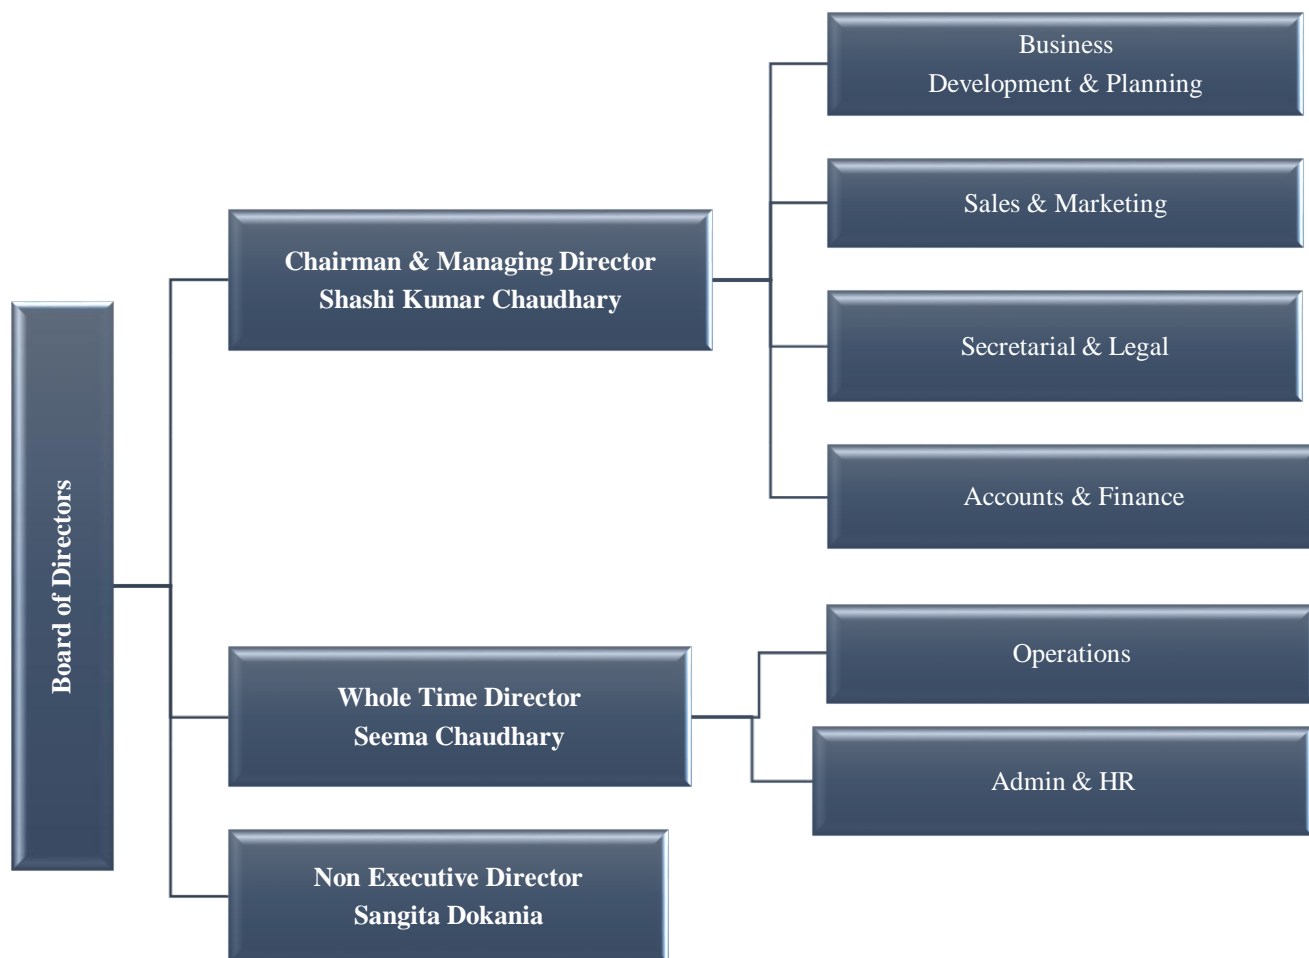 Board of Directors
Chairman & Managing Director
Shashi Kumar Chaudhary
Business
Development & Planning
Sales & Marketing
Secretarial & Legal
Accounts & Finance
Whole Time Director
Seema Chaudhary
Operations
Admin & HR
Non Executive Director
Sangita Dokania